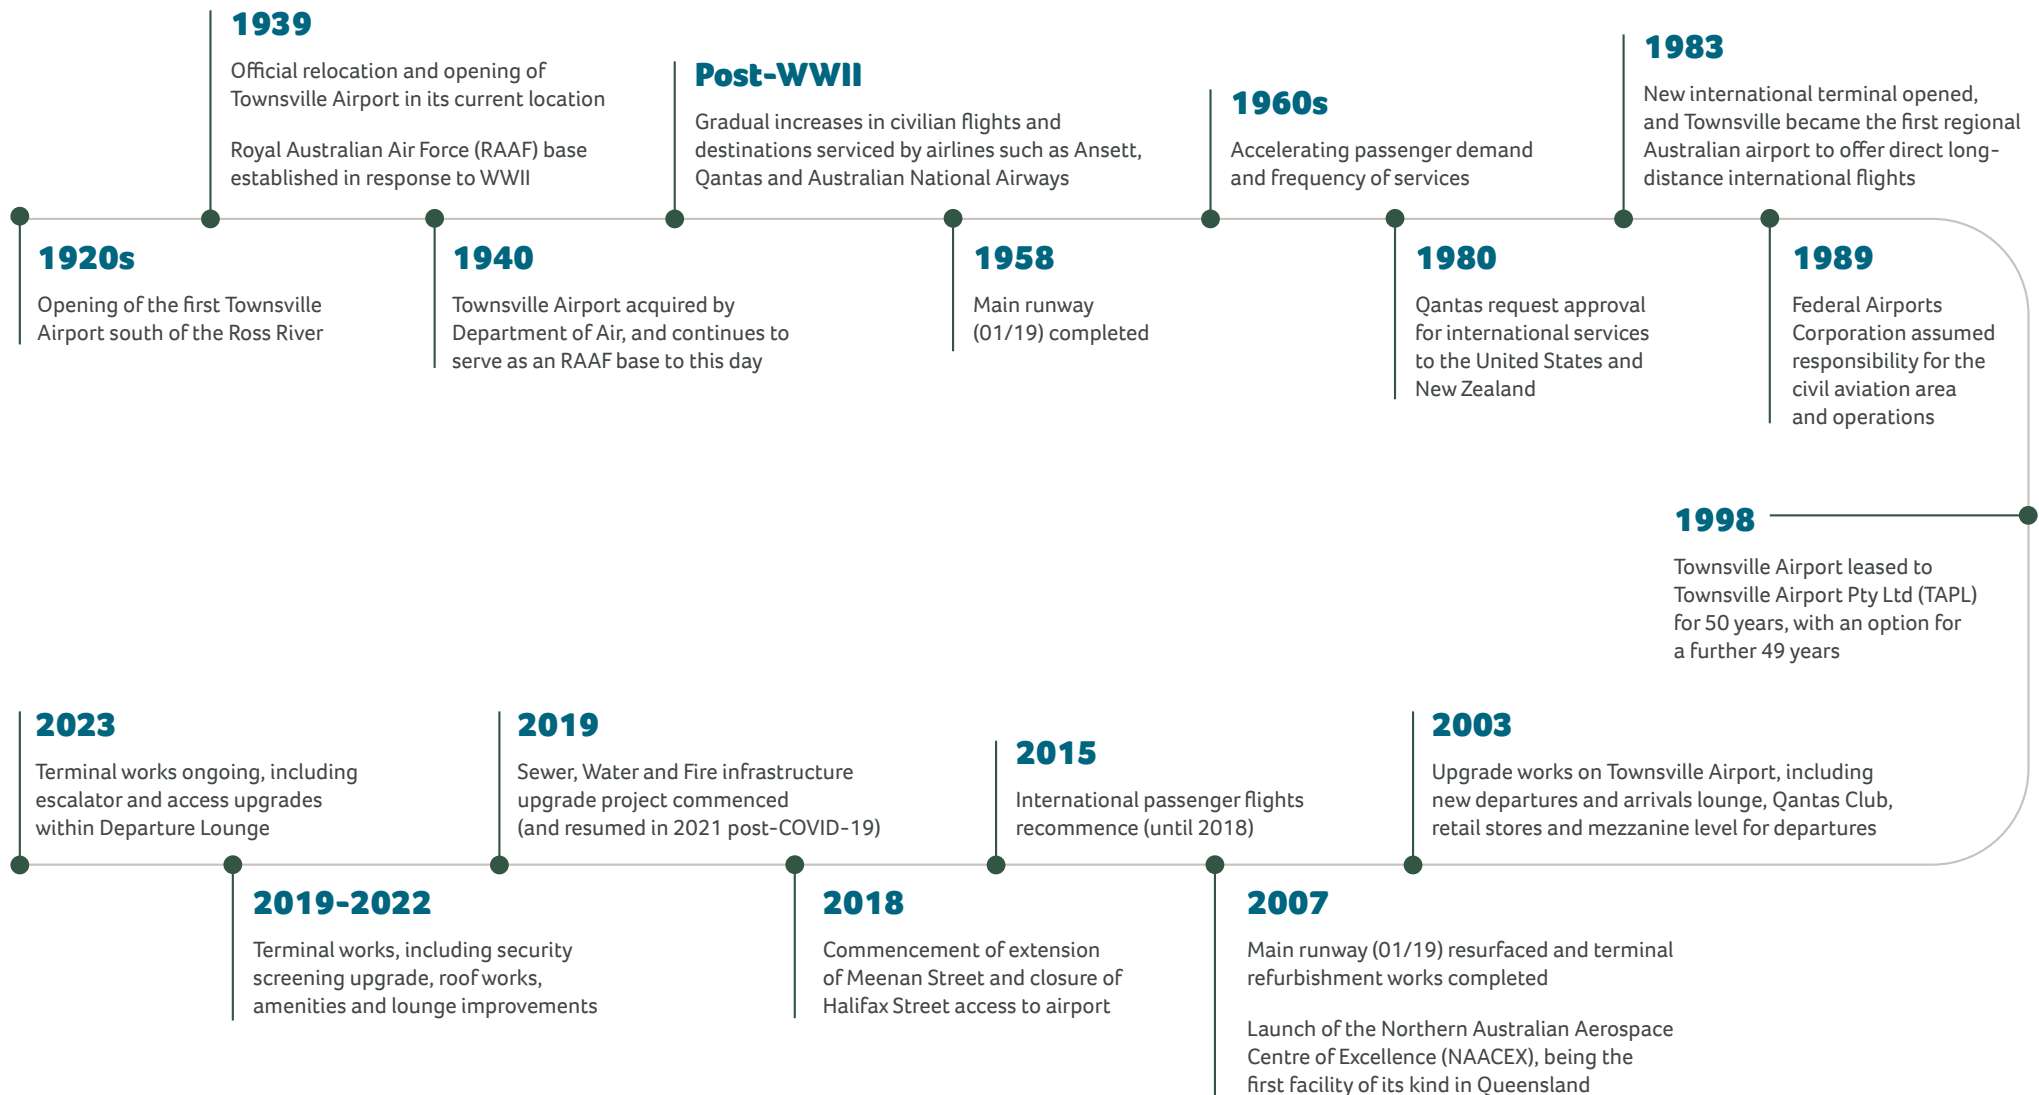 1920s
Opening of the first Townsville
Airport south of the Ross River
1939
Official relocation and opening of
Townsville Airport in its current location
Royal Australian Air Force (RAAF) base
established in response to WWII
1940
Townsville Airport acquired by
Department of Air, and continues to
serve as an RAAF base to this day
Post-WWII
Gradual increases in civilian flights and
destinations serviced by airlines such as Ansett,
Qantas and Australian National Airways
1958
Main runway
(01/19) completed
1960s
Accelerating passenger demand
and frequency of services
1980
Qantas request approval
for international services
to the United States and
New Zealand
1983
New international terminal opened,
and Townsville became the first regional
Australian airport to offer direct long-
distance international flights
1989
Federal Airports
Corporation assumed
responsibility for the
civil aviation area
and operations
1998
Townsville Airport leased to
Townsville Airport Pty Ltd (TAPL)
for 50 years, with an option for
a further 49 years
2003
Upgrade works on Townsville Airport, including
new departures and arrivals lounge, Qantas Club,
retail stores and mezzanine level for departures
2007
Main runway (01/19) resurfaced and terminal
refurbishment works completed
Launch of the Northern Australian Aerospace
Centre of Excellence (NAACEX), being the
first facility of its kind in Queensland
2015
International passenger flights
recommence (until 2018)
2018
Commencement of extension
of Meenan Street and closure of
Halifax Street access to airport
2019
Sewer, Water and Fire infrastructure
upgrade project commenced
(and resumed in 2021 post-COVID-19)
2019-2022
Terminal works, including security
screening upgrade, roof works,
amenities and lounge improvements
2023
Terminal works ongoing, including
escalator and access upgrades
within Departure Lounge